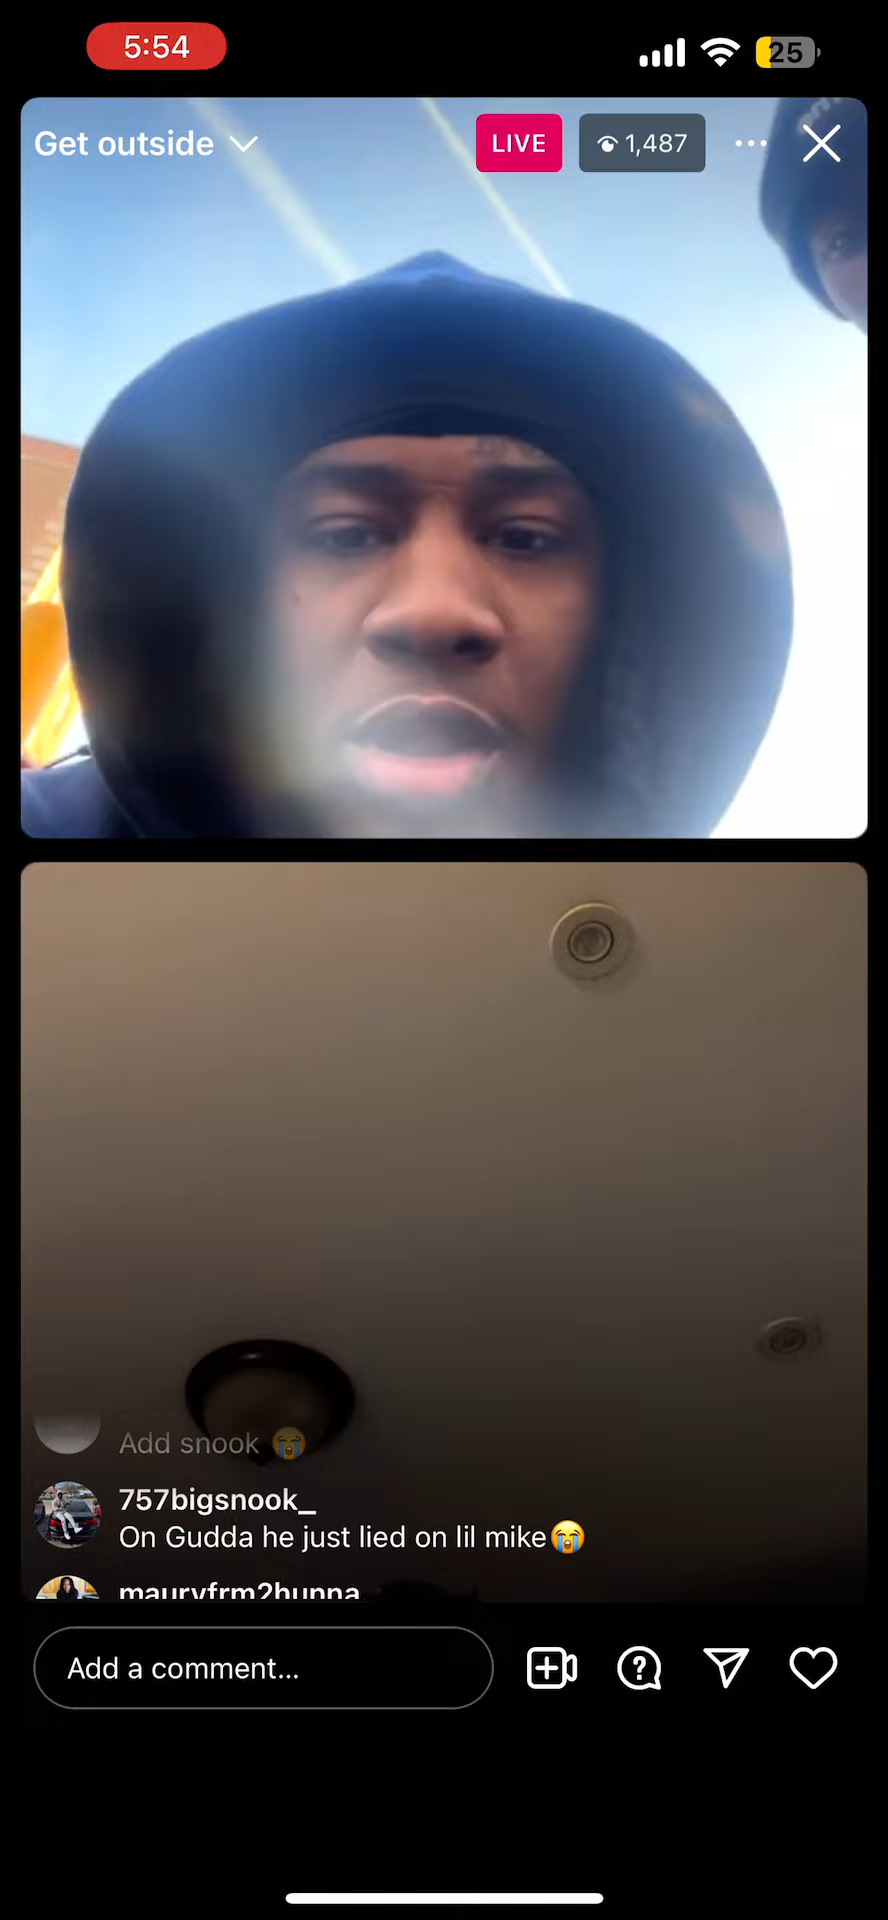 5:54
25
Get outside
LIVE
1,487
Add snook 😭
757bigsnook_
On Gudda he just lied on lil mike😭
mauryfrm2hunna
Add a comment...